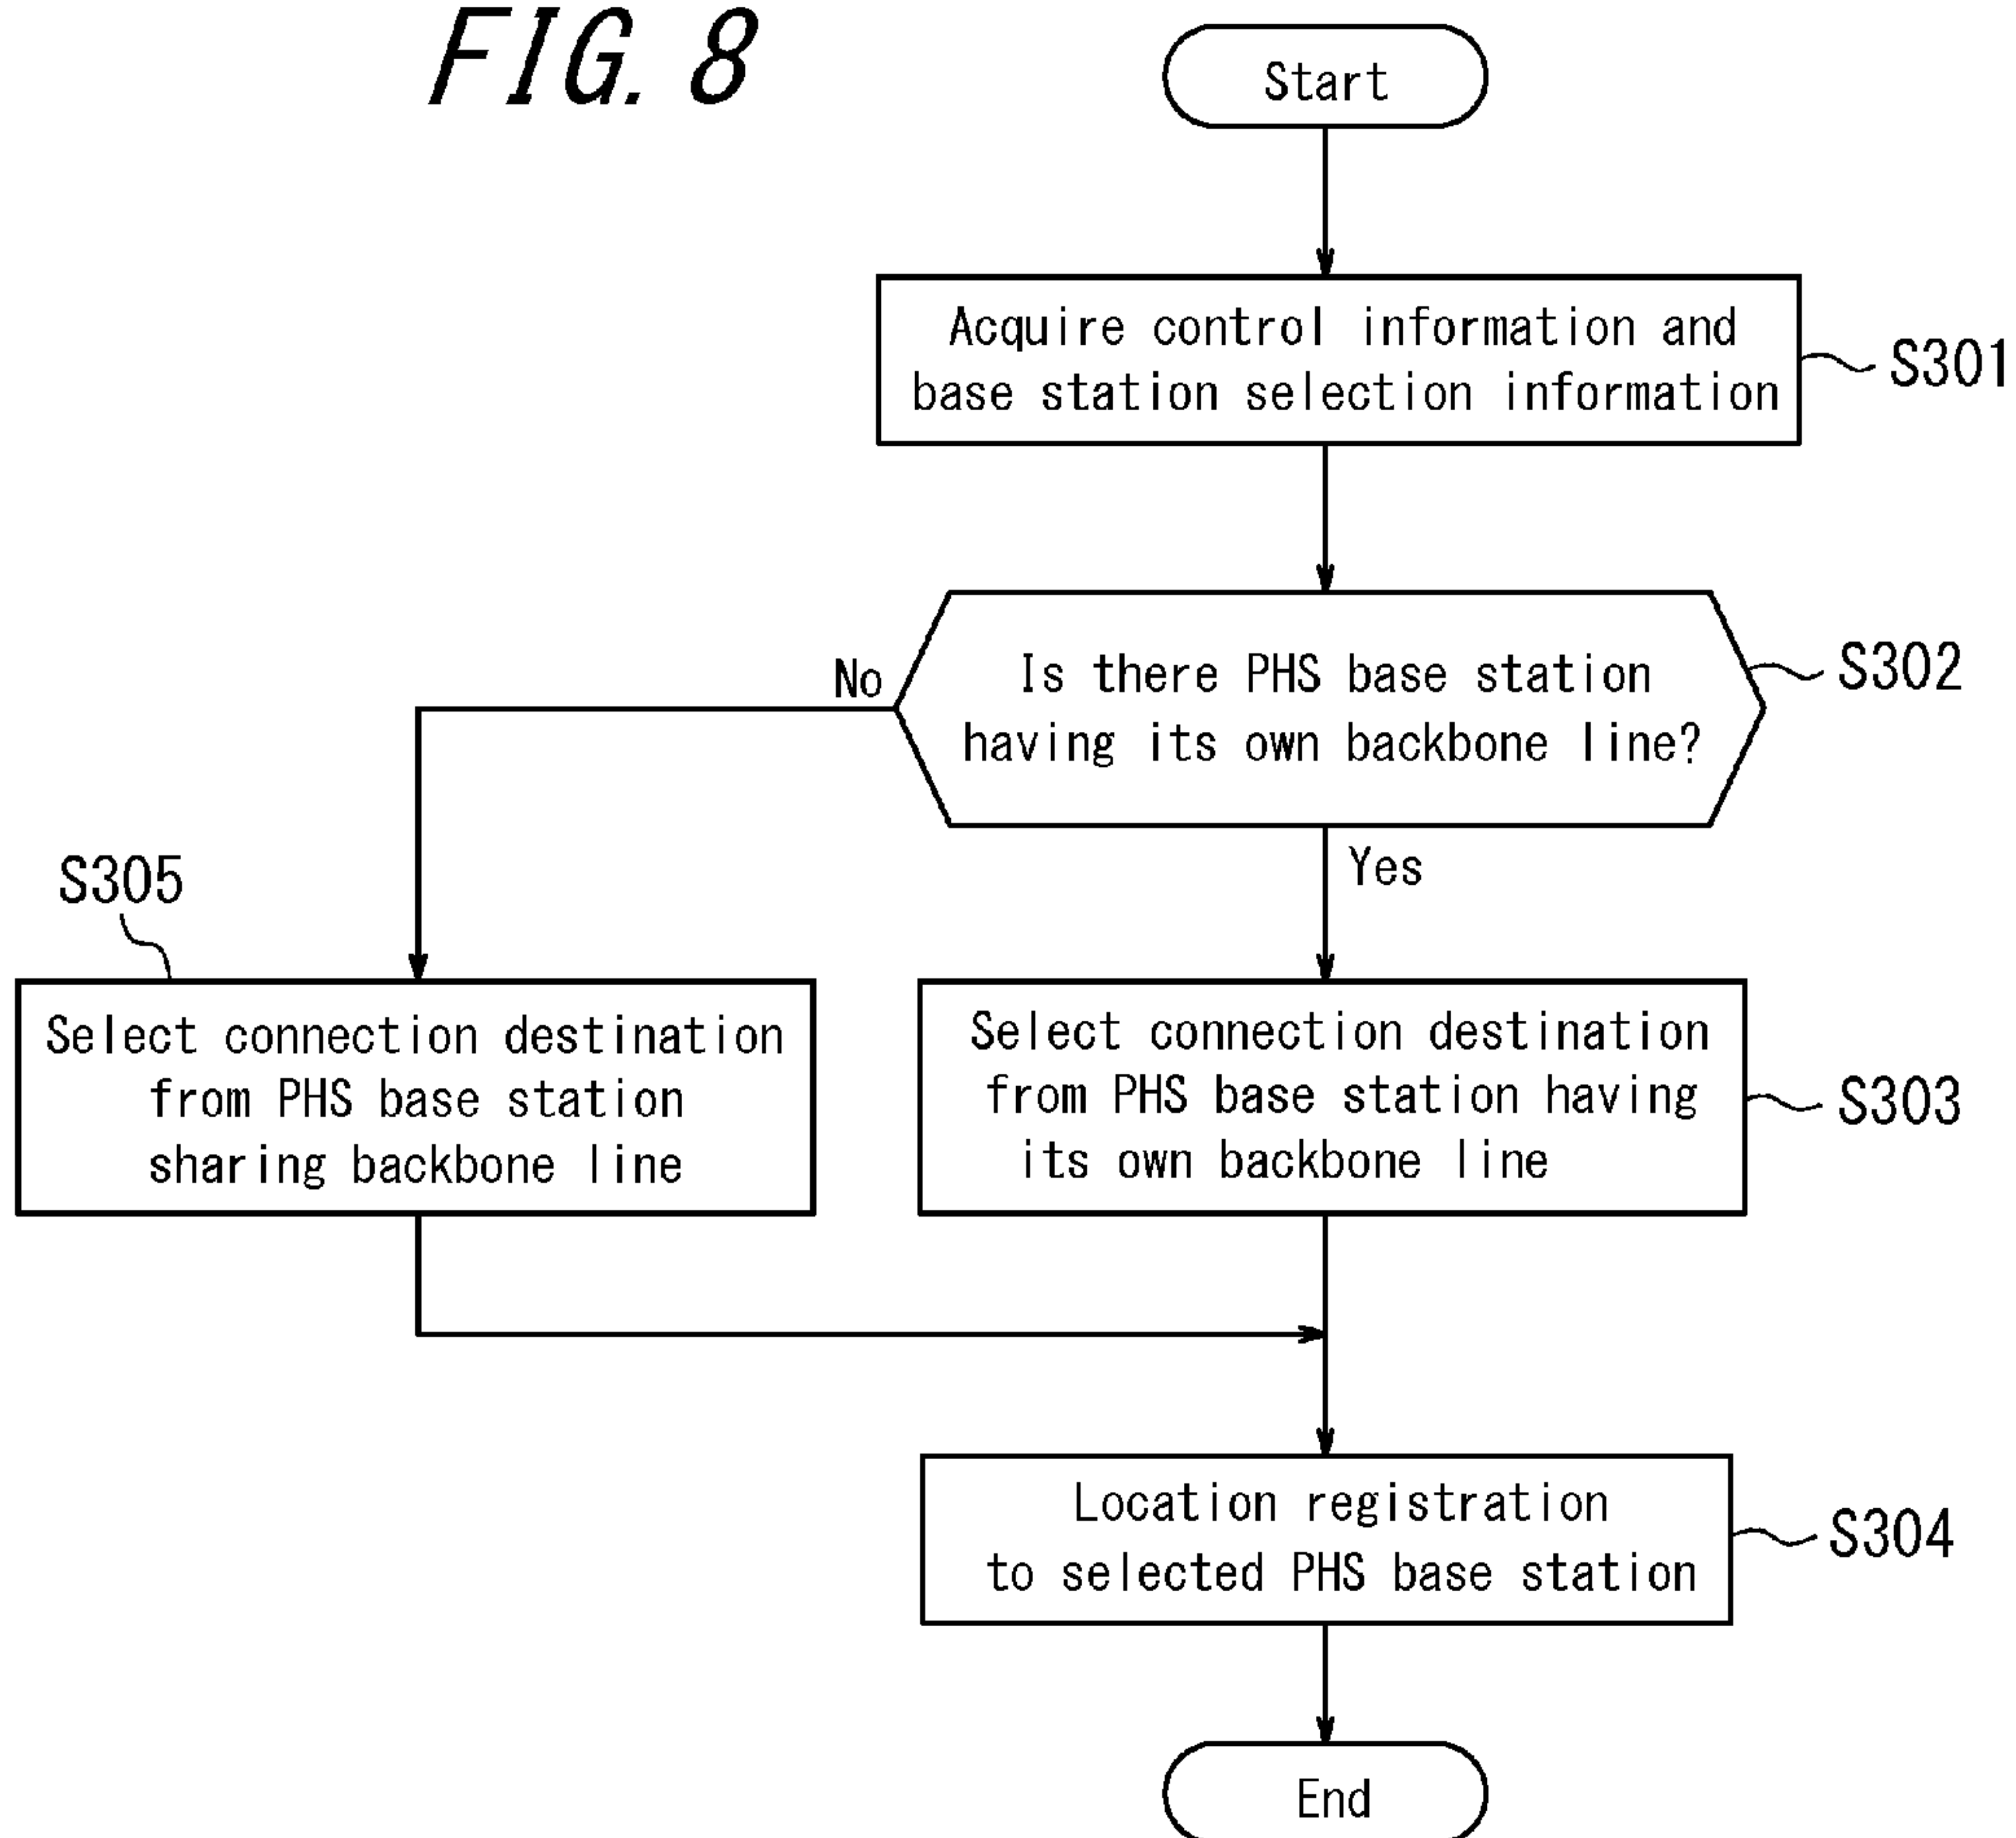 FIG. 8
Start
Acquire control information and
base station selection information
S301
Is there PHS base station
having its own backbone line?
S302
No
Yes
S305
Select connection destination
from PHS base station
sharing backbone line
Select connection destination
from PHS base station having
its own backbone line
S303
Location registration
to selected PHS base station
S304
End